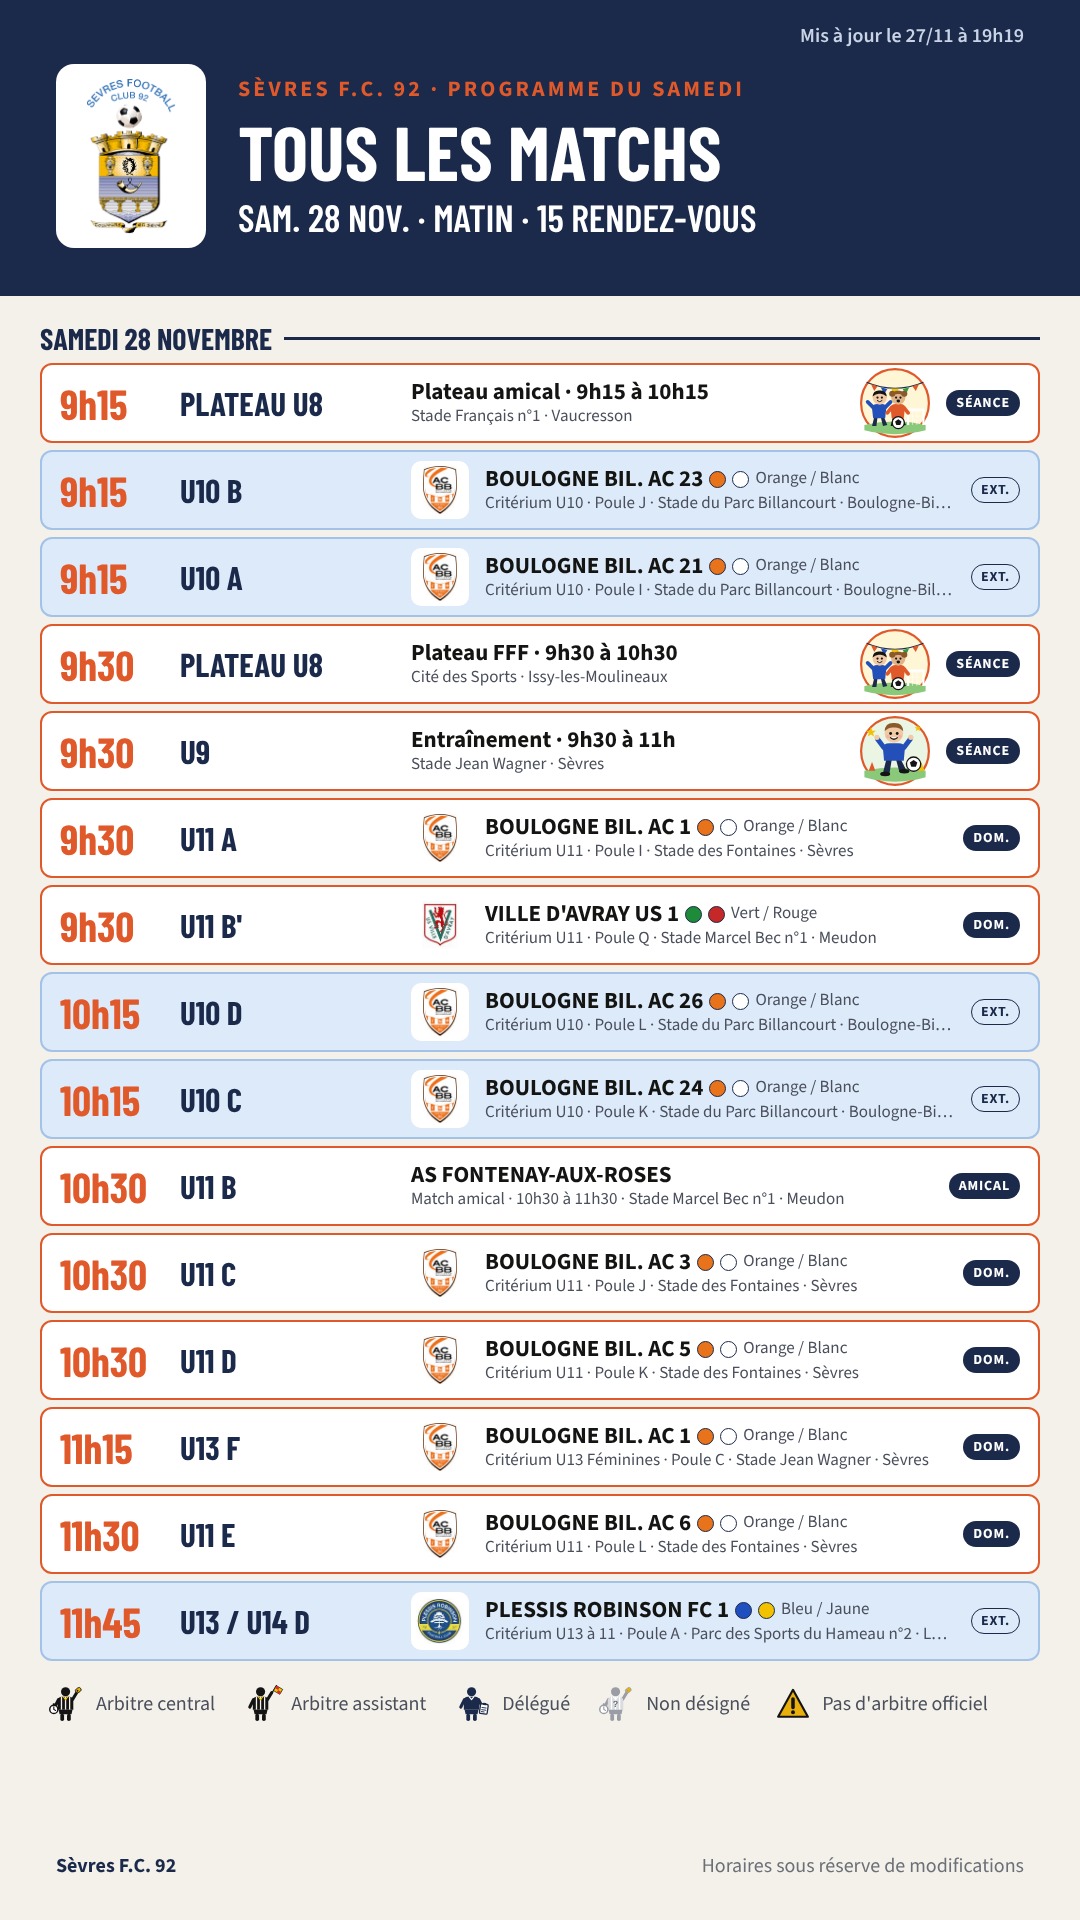 Mis à jour le 27/11 à 19h19
SEVRES FOOTBALL
CLUB 92
SÈVRES F.C. 92 · PROGRAMME DU SAMEDI
TOUS LES MATCHS
SAM. 28 NOV. · MATIN · 15 RENDEZ-VOUS
SAMEDI 28 NOVEMBRE
9h15 PLATEAU U8 Plateau amical · 9h15 à 10h15 SÉANCE
Stade Français n°1 · Vaucresson
9h15 U10 B BOULOGNE BIL. AC 23 Orange / Blanc EXT.
Critérium U10 · Poule J · Stade du Parc Billancourt · Boulogne-Bi…
9h15 U10 A BOULOGNE BIL. AC 21 Orange / Blanc EXT.
Critérium U10 · Poule I · Stade du Parc Billancourt · Boulogne-Bil…
9h30 PLATEAU U8 Plateau FFF · 9h30 à 10h30 SÉANCE
Cité des Sports · Issy-les-Moulineaux
9h30 U9 Entraînement · 9h30 à 11h SÉANCE
Stade Jean Wagner · Sèvres
9h30 U11 A BOULOGNE BIL. AC 1 Orange / Blanc DOM.
Critérium U11 · Poule I · Stade des Fontaines · Sèvres
9h30 U11 B' VILLE D'AVRAY US 1 Vert / Rouge DOM.
Critérium U11 · Poule Q · Stade Marcel Bec n°1 · Meudon
10h15 U10 D BOULOGNE BIL. AC 26 Orange / Blanc EXT.
Critérium U10 · Poule L · Stade du Parc Billancourt · Boulogne-Bi…
10h15 U10 C BOULOGNE BIL. AC 24 Orange / Blanc EXT.
Critérium U10 · Poule K · Stade du Parc Billancourt · Boulogne-Bi…
10h30 U11 B AS FONTENAY-AUX-ROSES AMICAL
Match amical · 10h30 à 11h30 · Stade Marcel Bec n°1 · Meudon
10h30 U11 C BOULOGNE BIL. AC 3 Orange / Blanc DOM.
Critérium U11 · Poule J · Stade des Fontaines · Sèvres
10h30 U11 D BOULOGNE BIL. AC 5 Orange / Blanc DOM.
Critérium U11 · Poule K · Stade des Fontaines · Sèvres
11h15 U13 F BOULOGNE BIL. AC 1 Orange / Blanc DOM.
Critérium U13 Féminines · Poule C · Stade Jean Wagner · Sèvres
11h30 U11 E BOULOGNE BIL. AC 6 Orange / Blanc DOM.
Critérium U11 · Poule L · Stade des Fontaines · Sèvres
11h45 U13 / U14 D PLESSIS ROBINSON FC 1 Bleu / Jaune EXT.
Critérium U13 à 11 · Poule A · Parc des Sports du Hameau n°2 · L…
Arbitre central Arbitre assistant Délégué Non désigné Pas d'arbitre officiel
Sèvres F.C. 92 Horaires sous réserve de modifications